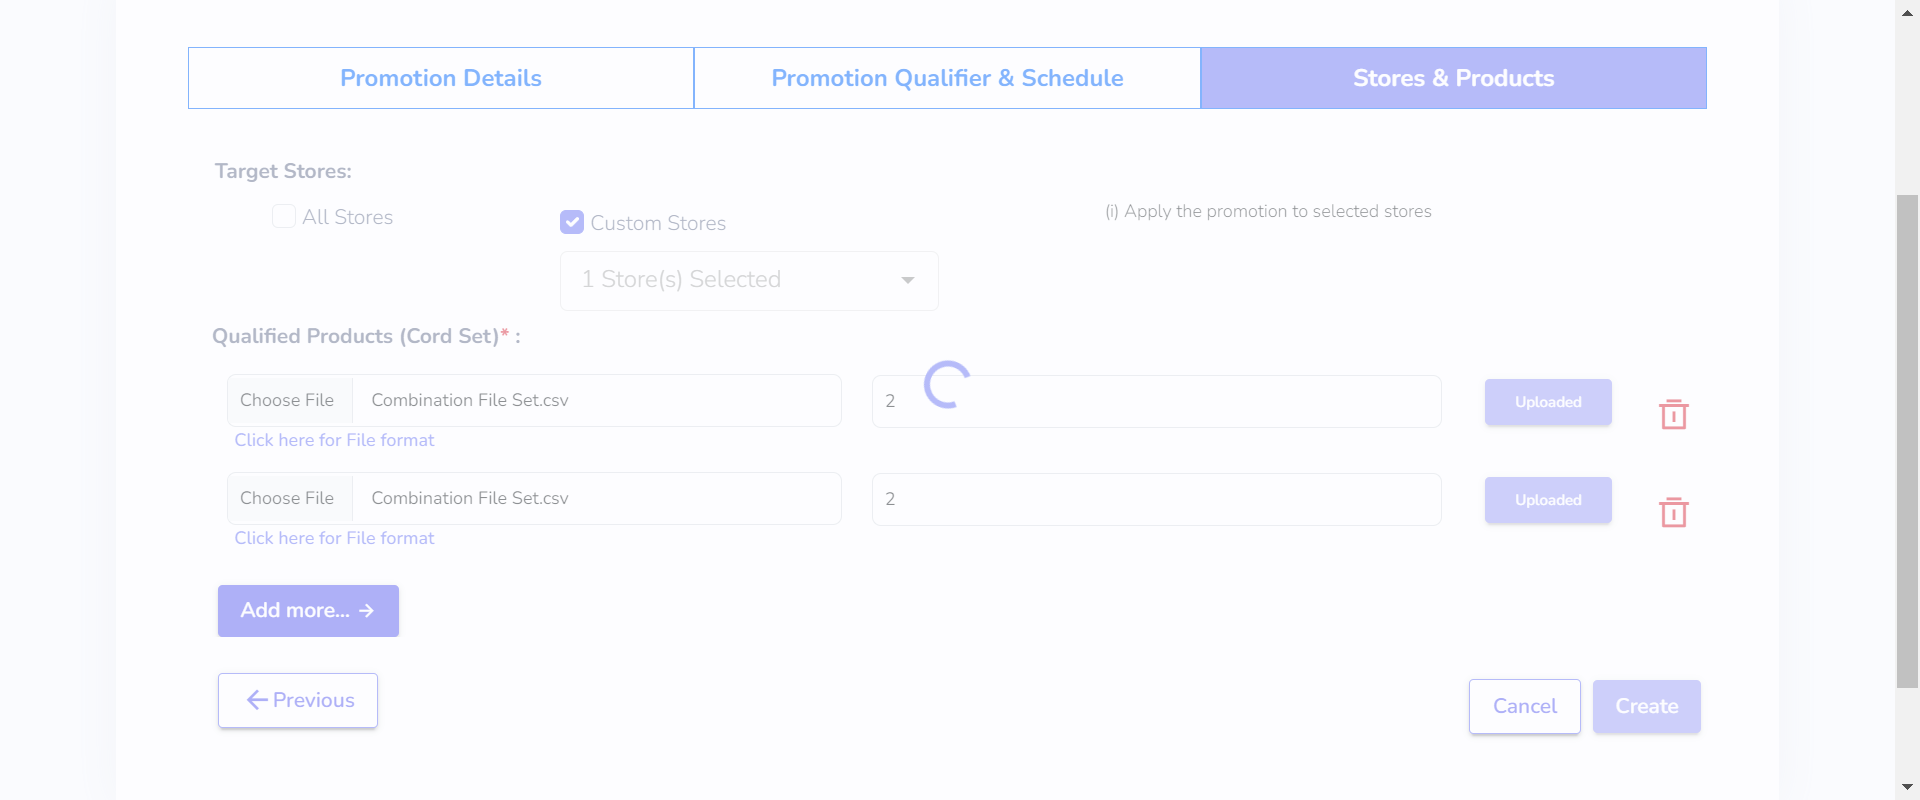 Promotion Details
Promotion Qualifier & Schedule
Stores & Products
Target Stores:
All Stores
Custom Stores
(i) Apply the promotion to selected stores
1 Store(s) Selected
Qualified Products (Cord Set)* :
Choose File Combination File Set.csv
2
Uploaded
Click here for File format
Choose File Combination File Set.csv
2
Uploaded
Click here for File format
Add more...
Previous
Cancel
Create